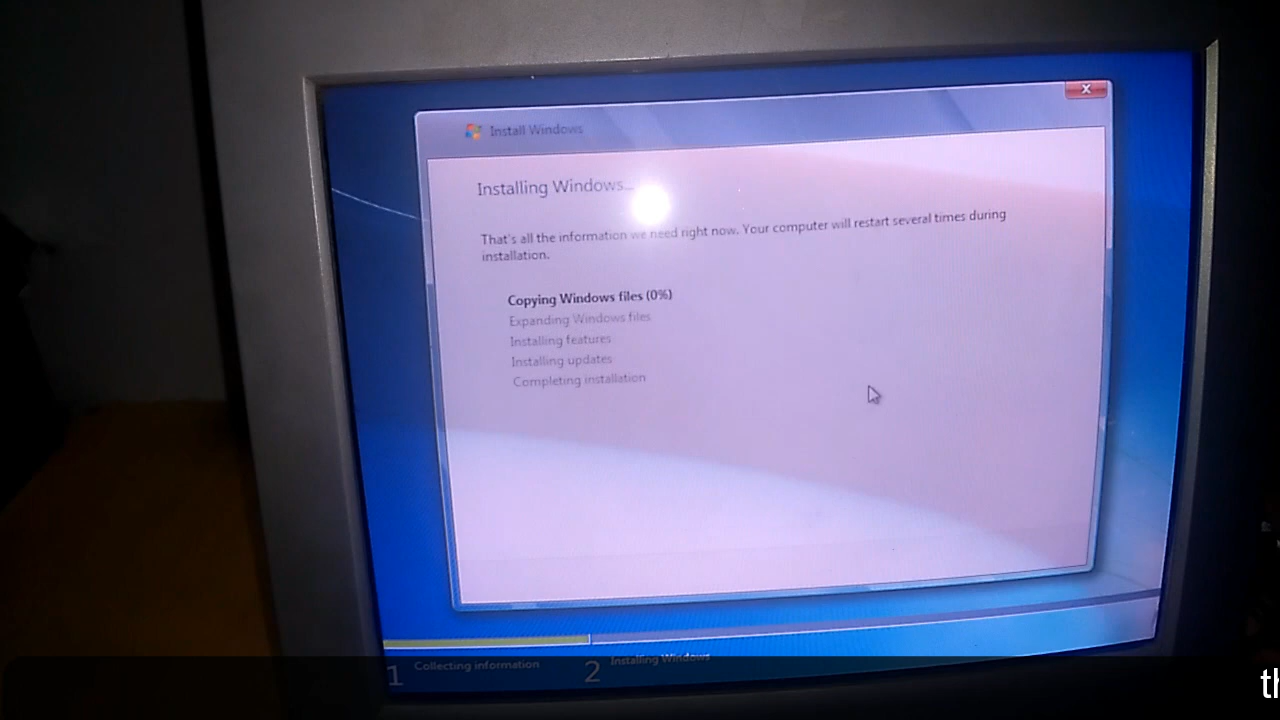 Install Windows
Installing Windows...
That's all the information we need right now. Your computer will restart several times during
installation.
Copying Windows files (0%)
Expanding Windows files
Installing features
Installing updates
Completing installation
1 Collecting information
2 Installing Windows